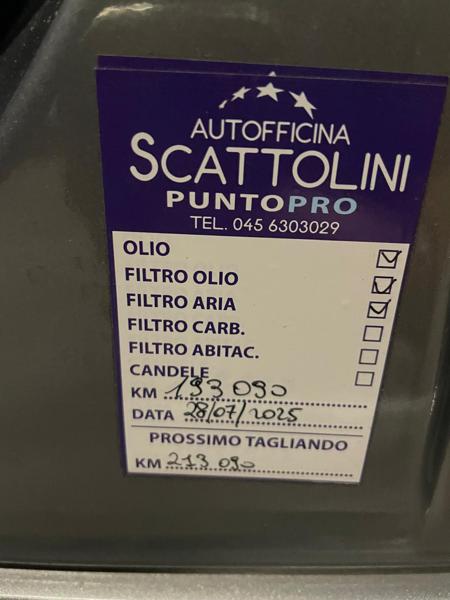 AUTOFFICINA
SCATTOLINI
PUNTOPRO
TEL. 045 6303029
OLIO
FILTRO OLIO
FILTRO ARIA
FILTRO CARB.
FILTRO ABITAC.
CANDELE
KM 193 090
DATA 28/07/2025
PROSSIMO TAGLIANDO
KM 213 090